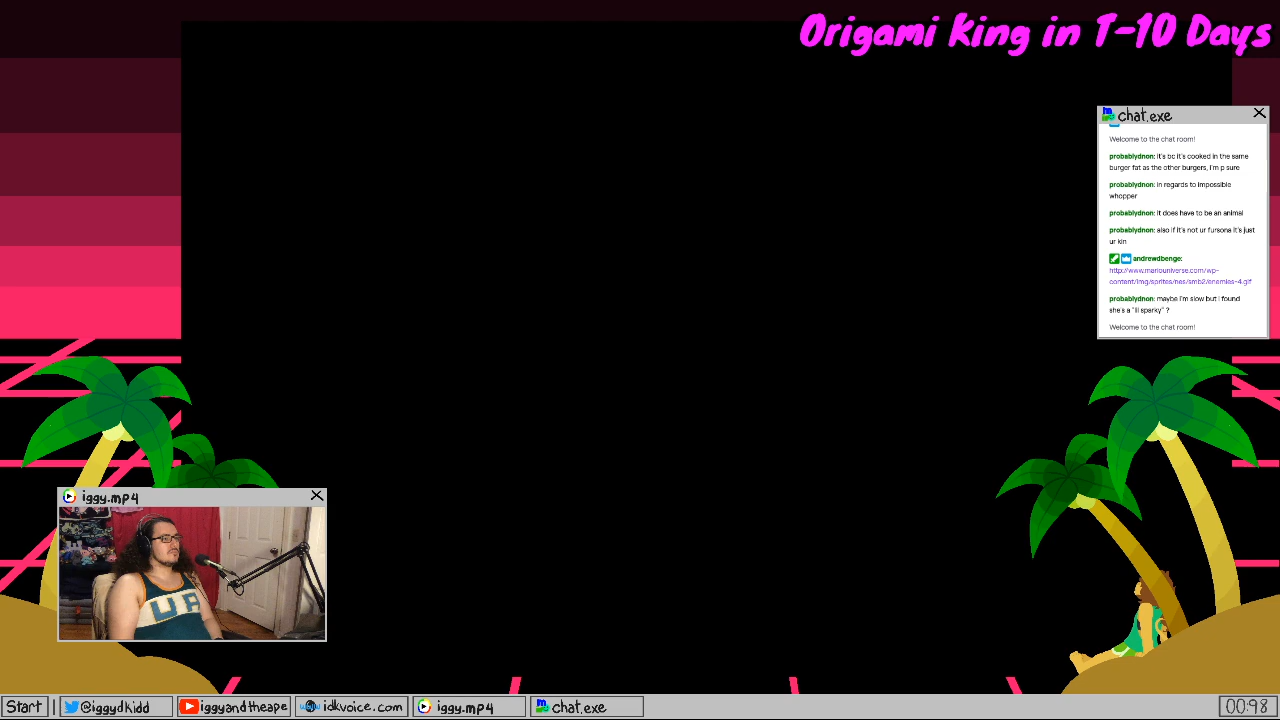 Origami King in T-10 Days
chat.exe
Welcome to the chat room!
probablydnon: it's bc it's cooked in the same
burger fat as the other burgers, i'm p sure
probablydnon: in regards to impossible
whopper
probablydnon: it does have to be an animal
probablydnon: also if it's not ur fursona it's just
ur kin
andrewdbenge:
http://www.mariouniverse.com/wp-
content/img/sprites/nes/smb2/enemies-4.gif
probablydnon: maybe i'm slow but i found
she's a "lil sparky" ?
Welcome to the chat room!
iggy.mp4
UA
Start | @iggydkidd iggyandtheape idkvoice.com iggy.mp4 chat.exe 00:98